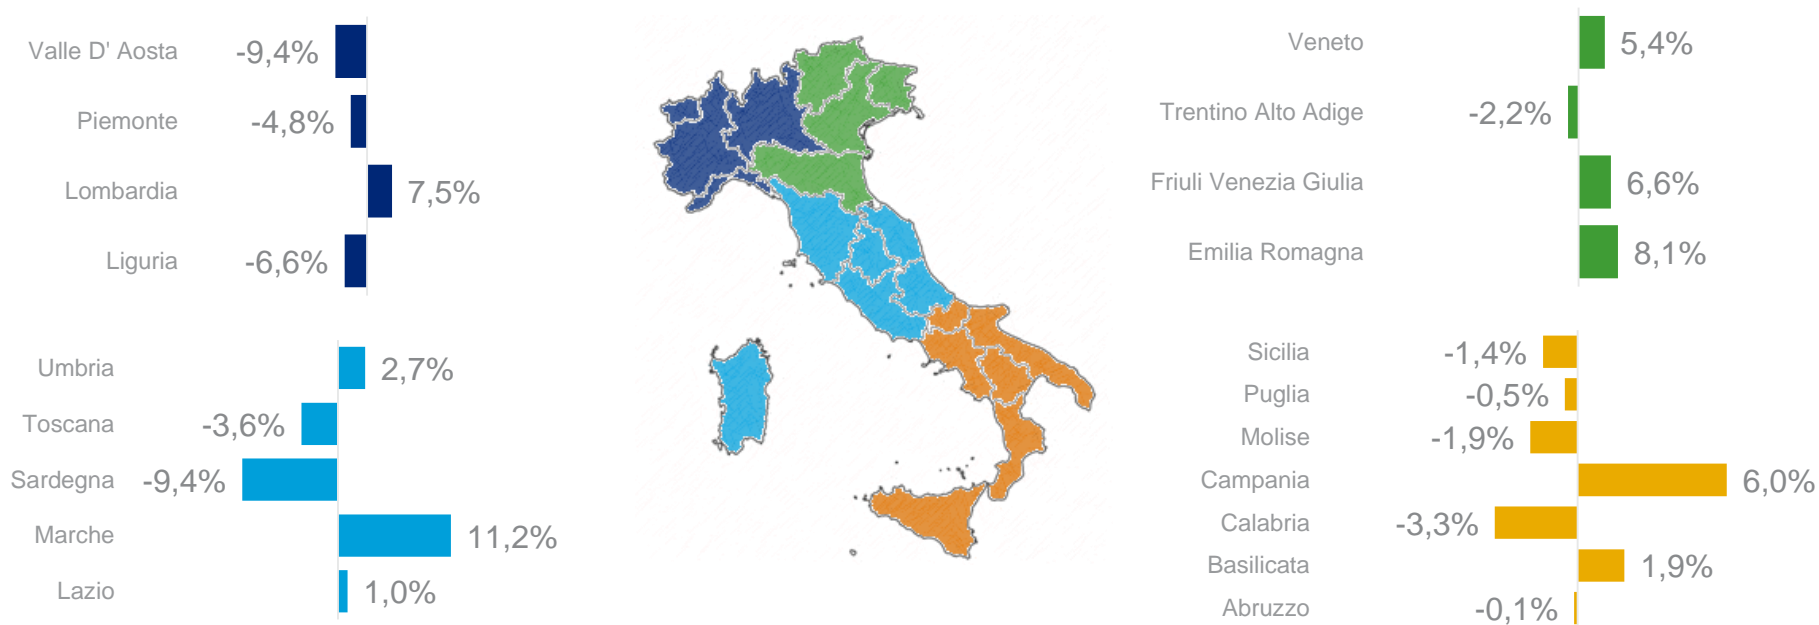 Valle D' Aosta -9,4%
Piemonte -4,8%
Lombardia 7,5%
Liguria -6,6%
Umbria 2,7%
Toscana -3,6%
Sardegna -9,4%
Marche 11,2%
Lazio 1,0%
Veneto 5,4%
Trentino Alto Adige -2,2%
Friuli Venezia Giulia 6,6%
Emilia Romagna 8,1%
Sicilia -1,4%
Puglia -0,5%
Molise -1,9%
Campania 6,0%
Calabria -3,3%
Basilicata 1,9%
Abruzzo -0,1%